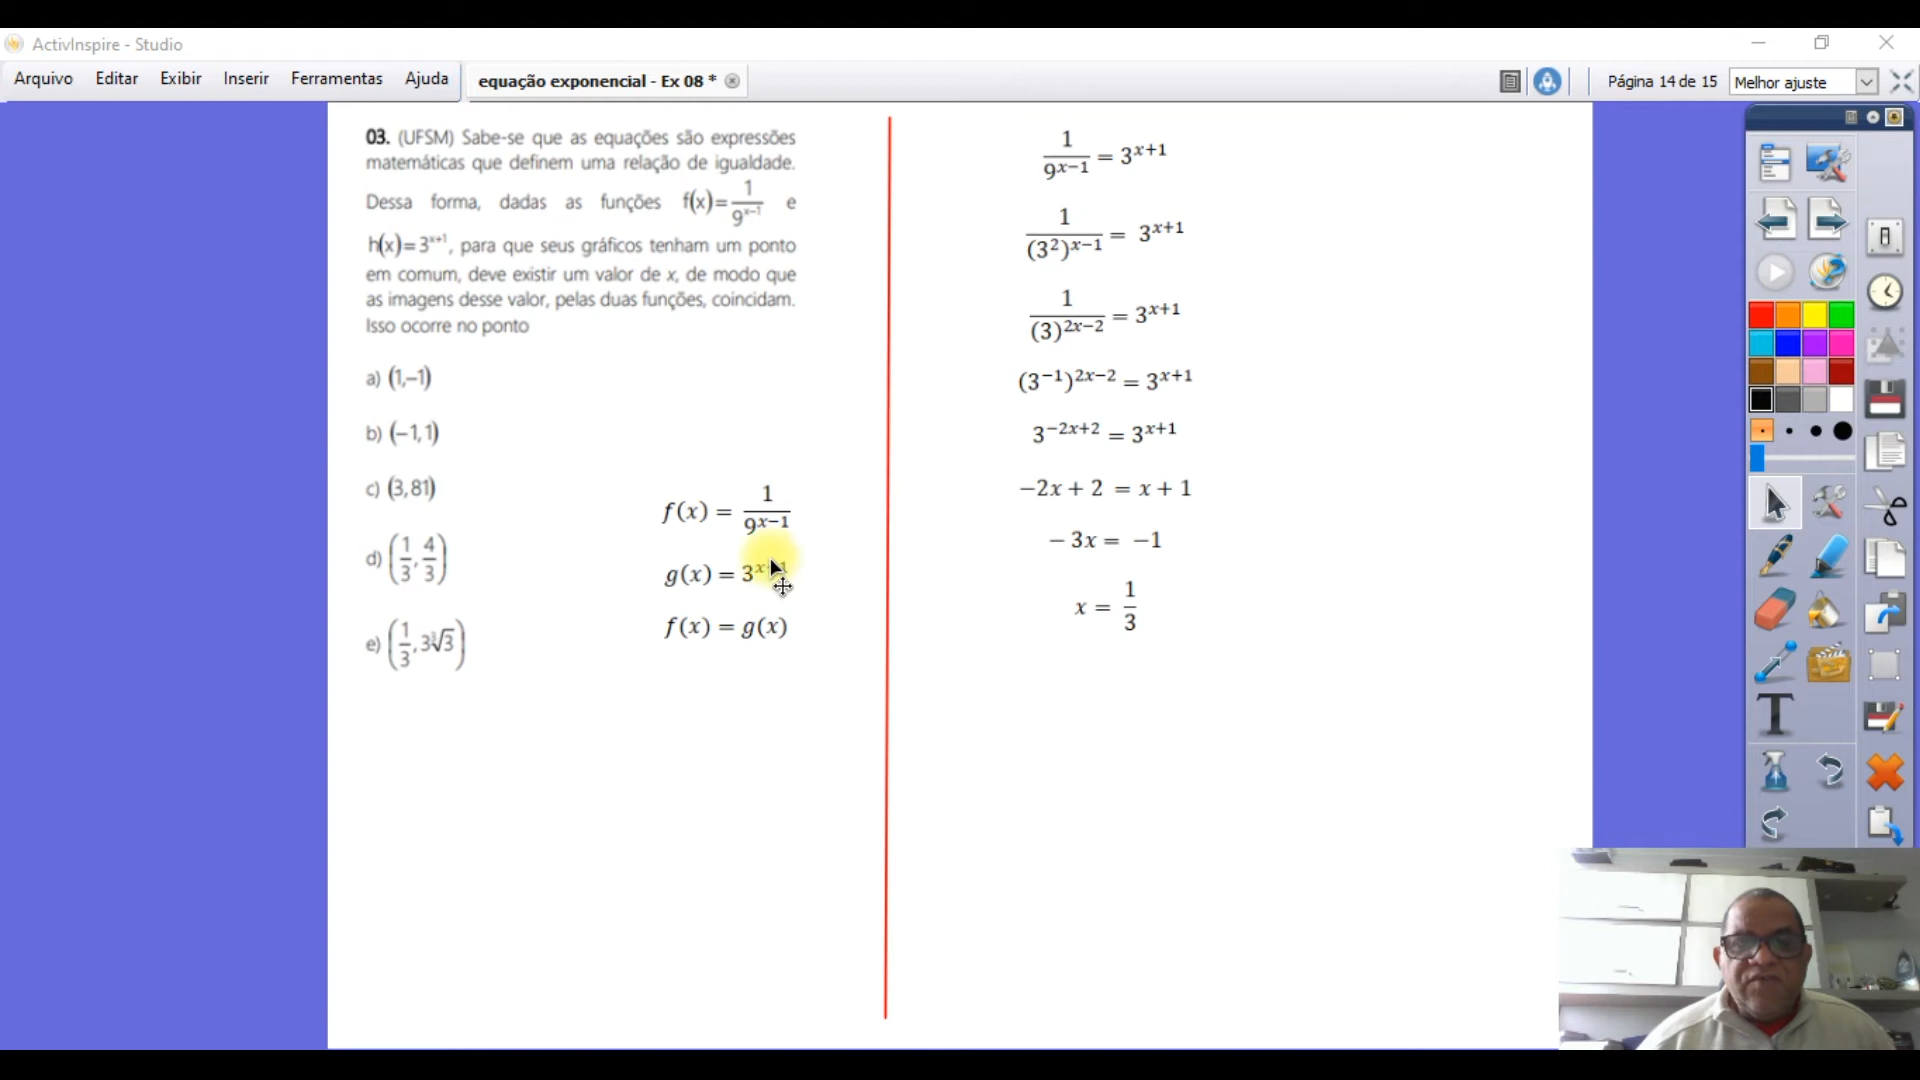 ActivInspire - Studio
Arquivo Editar Exibir Inserir Ferramentas Ajuda
equação exponencial - Ex 08 *
Página 14 de 15
Melhor ajuste
03. (UFSM) Sabe-se que as equações são expressões
matemáticas que definem uma relação de igualdade.
Dessa forma, dadas as funções f(x)=1/9^(x-1) e
h(x)=3^(x+1), para que seus gráficos tenham um ponto
em comum, deve existir um valor de x, de modo que
as imagens desse valor, pelas duas funções, coincidam.
Isso ocorre no ponto
a) (1,-1)
b) (-1,1)
c) (3,81)
d) (1/3, 4/3)
e) (1/3, 3∛3)
f(x) = 1/9^(x-1)
g(x) = 3^(x+1)
f(x) = g(x)
1/9^(x-1) = 3^(x+1)
1/(3^2)^(x-1) = 3^(x+1)
1/(3)^(2x-2) = 3^(x+1)
(3^-1)^(2x-2) = 3^(x+1)
3^(-2x+2) = 3^(x+1)
-2x + 2 = x + 1
- 3x = -1
x = 1/3